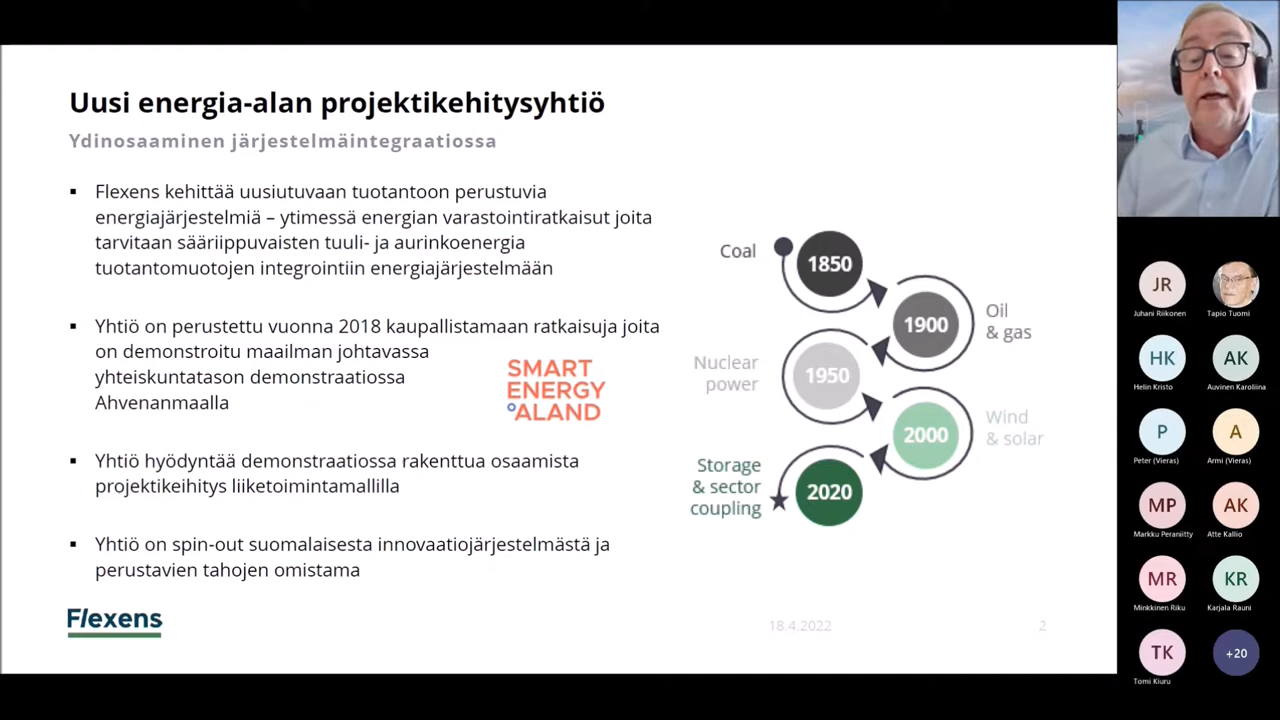 Uusi energia-alan projektikehitysyhtiö
Ydinosaaminen järjestelmäintegraatiossa
▪ Flexens kehittää uusiutuvaan tuotantoon perustuvia
energiajärjestelmiä – ytimessä energian varastointiratkaisut joita
tarvitaan sääriippuvaisten tuuli- ja aurinkoenergia
tuotantomuotojen integrointiin energiajärjestelmään
▪ Yhtiö on perustettu vuonna 2018 kaupallistamaan ratkaisuja joita
on demonstroitu maailman johtavassa
yhteiskuntatason demonstraatiossa
Ahvenanmaalla
SMART
ENERGY
ÅLAND
▪ Yhtiö hyödyntää demonstraatiossa rakenttua osaamista
projektikeihitys liiketoimintamallilla
▪ Yhtiö on spin-out suomalaisesta innovaatiojärjestelmästä ja
perustavien tahojen omistama
Coal
1850
1900
Oil
& gas
Nuclear
power
1950
2000
Wind
& solar
Storage
& sector
coupling
2020
Flexens
18.4.2022
2
JR
Juhani Riikonen
Tapio Tuomi
HK
Helin Kristo
AK
Auvinen Karoliina
P
Peter (Vieras)
A
Armi (Vieras)
MP
Markku Peraniitty
AK
Atte Kallio
MR
Minkkinen Riku
KR
Karjala Rauni
TK
Tomi Kiuru
+20